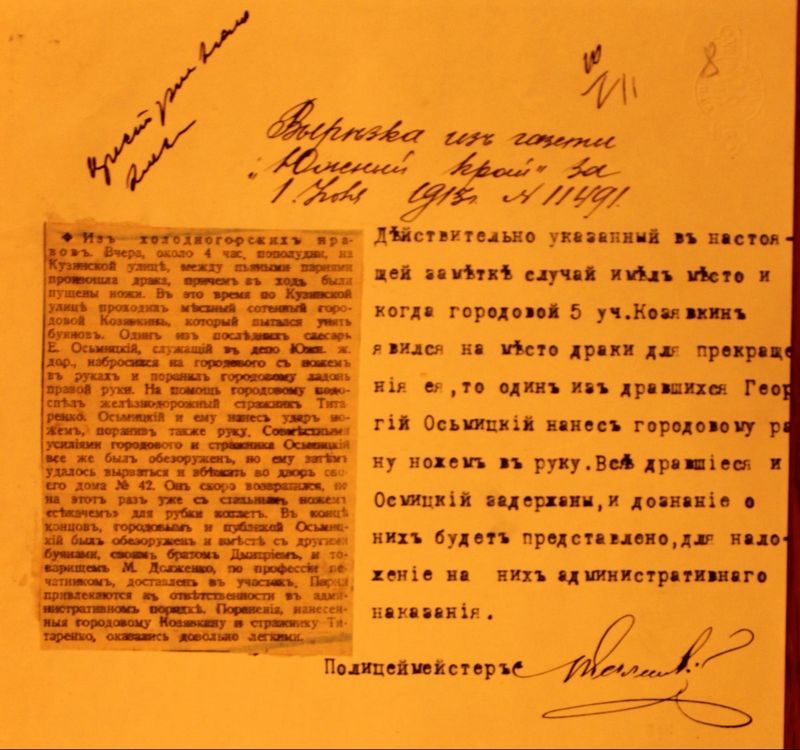 8
VII
Вырѣзка изъ газеты
„Южный Край" за
1 1913г. № 11491.
❖ Изъ холодногорскихъ нра-
вовъ. Вчера, около 4 час. пополудни, на
Кузинской улицѣ, между пьяными парнями
произошла драка, причемъ въ ходъ были
пущены ножи. Въ это время по Кузинской
улицѣ проходилъ мѣстный сотенный горо-
довой Козявкинъ, который пытался унять
буяновъ. Одинъ изъ послѣднихъ слесарь
Е. Осьмицкій, служащій въ депо Южн. ж.
дор., набросился на городового съ ножемъ
въ рукахъ и поранилъ городовому ладонь
правой руки. На помощь городовому подо-
спѣлъ желѣзнодорожный стражникъ Тита-
ренко. Осьмицкій и ему нанесъ ударъ но-
жемъ, поранивъ также руку. Совмѣстными
усиліями городового и стражника Осьмицкій
все же былъ обезоруженъ, но ему затѣмъ
удалось вырваться и вбѣжать во дворъ сво-
его дома № 42. Онъ скоро возвратился, но
на этотъ разъ уже съ стальнымъ ножемъ
«сѣкачемъ» для рубки котлетъ. Въ концѣ
концовъ, городовымъ и публикой Осьмиц-
кій былъ обезоруженъ и вмѣстѣ съ другими
буянами, своимъ братомъ Дмитріемъ, и то-
варищемъ М. Долженко, по профессіи пе-
чатникомъ, доставленъ въ участокъ. Парни
привлекаются къ отвѣтственности въ адми-
нистративномъ порядкѣ. Пораненія, нанесен-
ныя городовому Козявкину и стражнику Ти-
таренко, оказались довольно легкими.
Дѣйствительно указанный въ настоя-
щей замѣткѣ случай имѣлъ мѣсто и
когда городовой 5 уч.Козявкинъ
явился на мѣсто драки для прекраще
нія ея,то одинъ изъ дравшихся Геор
гій Осьмицкій нанесъ городовому ра
ну ножемъ въ руку.Всѣ дравшіеся и
Осмицкій задержаны,и дознаніе о
нихъ будетъ представлено,для нало-
женіе на нихъ административнаго
наказанія.
Полицеймейстеръ